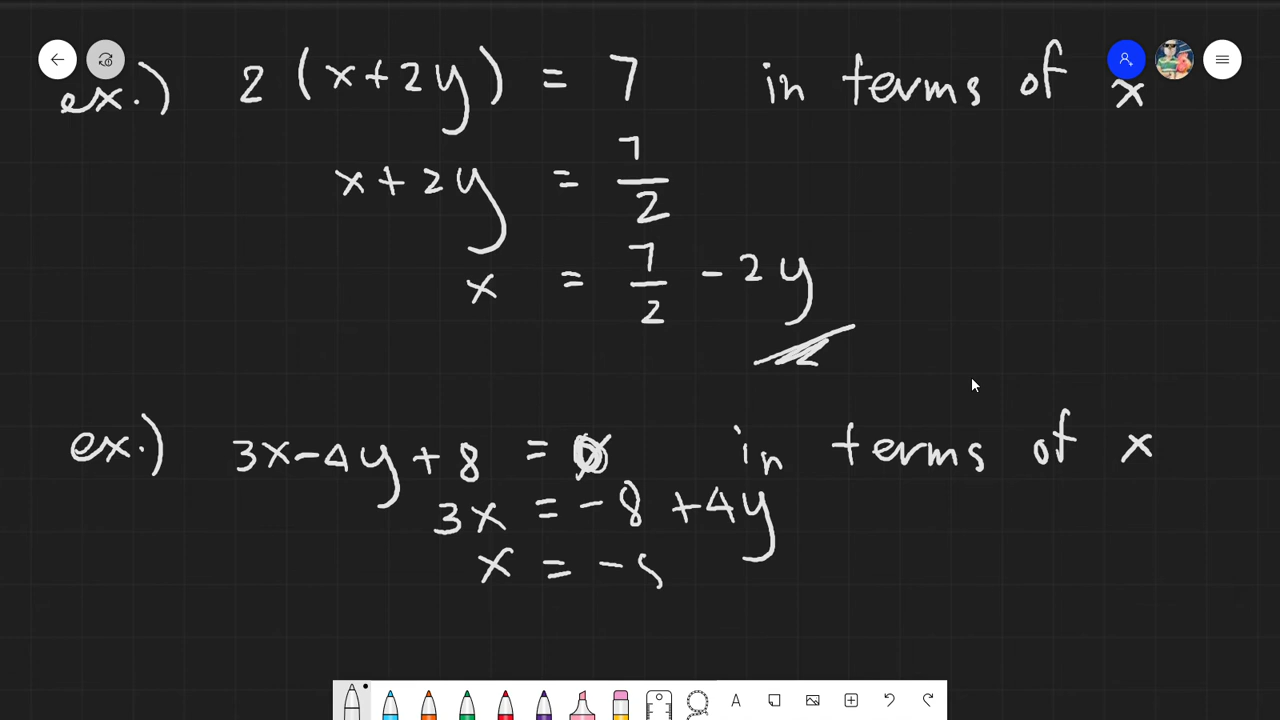 ex.) 2(x+2y) = 7 in terms of x
x+2y = 7/2
x = 7/2 - 2y
ex.) 3x-4y+8 = 0 in terms of x
3x = -8 +4y
x = -
A